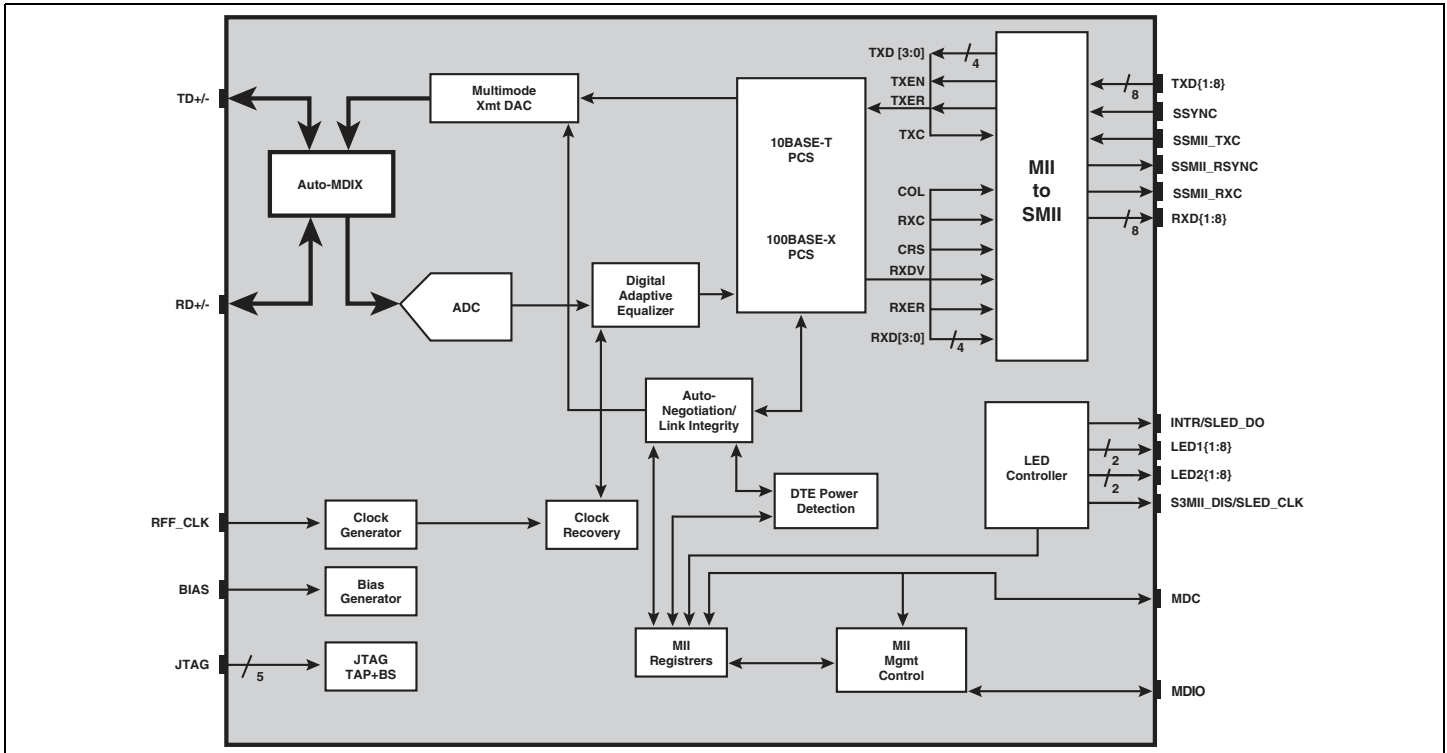 TD+/-
RD+/-
RFF_CLK
BIAS
JTAG
5
Multimode
Xmt DAC
Auto-MDIX
ADC
Digital
Adaptive
Equalizer
10BASE-T
PCS
100BASE-X
PCS
TXD [3:0]
4
TXEN
TXER
TXC
COL
RXC
CRS
RXDV
RXER
RXD[3:0]
4
MII
to
SMII
8
TXD{1:8}
SSYNC
SSMII_TXC
SSMII_RSYNC
SSMII_RXC
8
RXD{1:8}
Auto-
Negotiation/
Link Integrity
DTE Power
Detection
LED
Controller
INTR/SLED_DO
2
LED1{1:8}
2
LED2{1:8}
S3MII_DIS/SLED_CLK
Clock
Generator
Clock
Recovery
Bias
Generator
JTAG
TAP+BS
MII
Registrers
MII
Mgmt
Control
MDC
MDIO